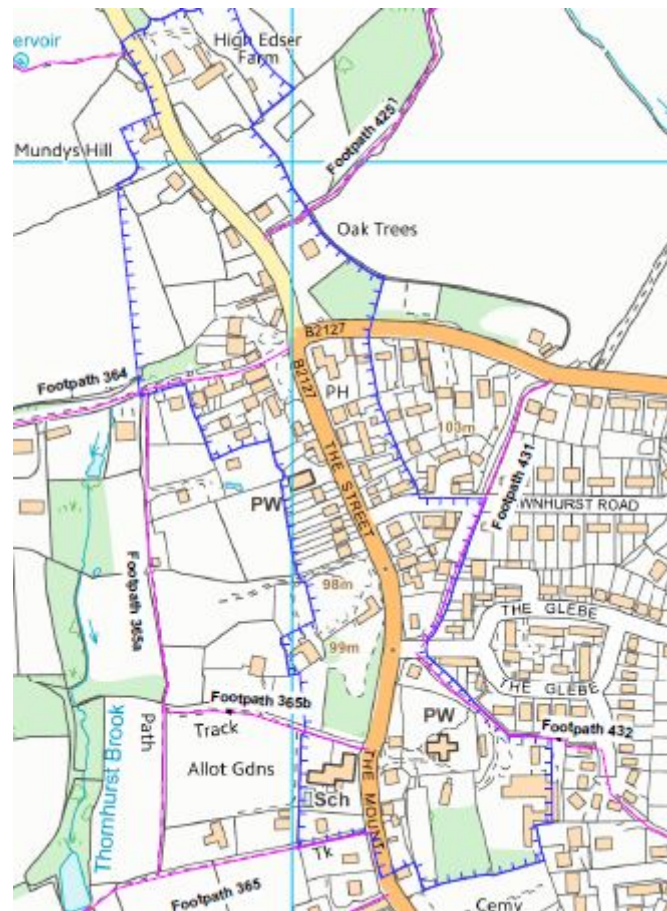 ervoir
High Edser
Farm
Footpath 425
Mundys Hill
Oak Trees
B2127
Footpath 364
B2127
PH
103m
THE STREET
Footpath 431
PW
WNHURST ROAD
Footpath 365a
98m
THE GLEBE
99m
THE GLEBE
Footpath 365b
PW
Footpath 432
Path
Track
Thornhurst Brook
Allot Gdns
THE MOUNT
Sch
Tk
Footpath 365
Cemy